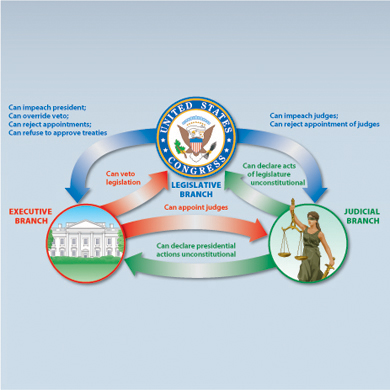 Can impeach president;
Can override veto;
Can reject appointments;
Can refuse to approve treaties
UNITED STATES
CONGRESS
Can impeach judges;
Can reject appointment of judges
Can veto
legislation
LEGISLATIVE
BRANCH
Can declare acts
of legislature
unconstitutional
EXECUTIVE
BRANCH
Can appoint judges
JUDICIAL
BRANCH
Can declare presidential
actions unconstitutional